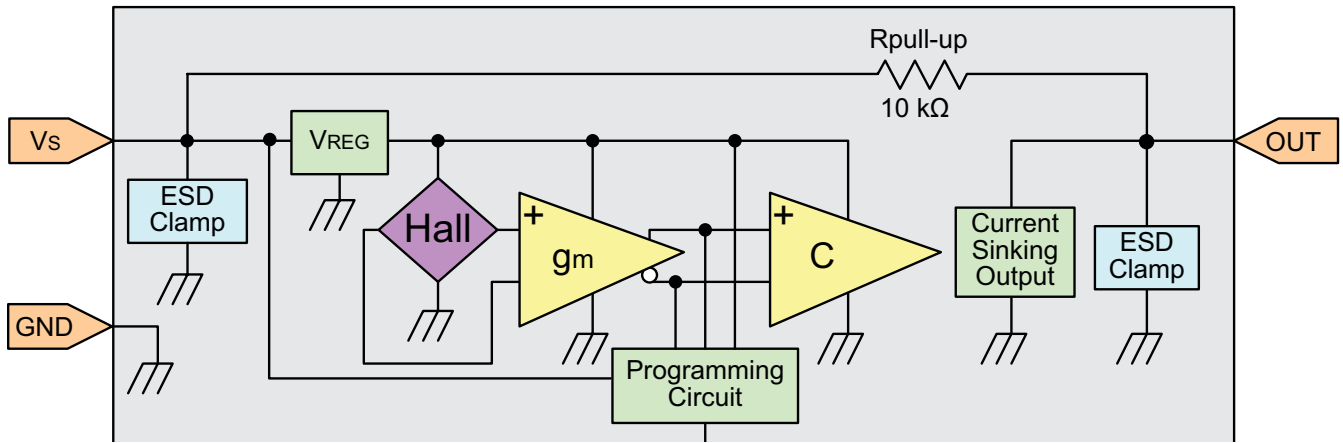 Rpull-up
10 kΩ
Vs
VREG
OUT
ESD
Clamp
Hall
+
gm
+
C
Current
Sinking
Output
ESD
Clamp
GND
Programming
Circuit